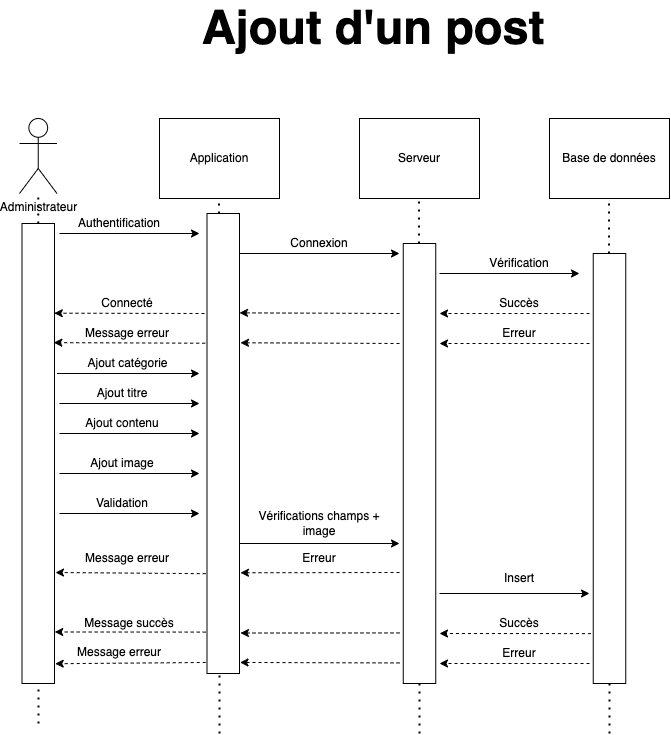 Ajout d'un post
Administrateur
Application
Serveur
Base de données
Authentification
Connexion
Vérification
Connecté
Succès
Message erreur
Erreur
Ajout catégorie
Ajout titre
Ajout contenu
Ajout image
Validation
Vérifications champs +
image
Message erreur
Erreur
Insert
Message succès
Succès
Message erreur
Erreur